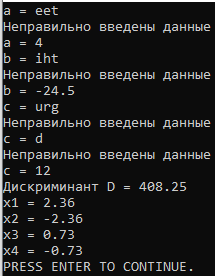 a = eet
Неправильно введены данные
a = 4
b = iht
Неправильно введены данные
b = -24.5
c = urg
Неправильно введены данные
c = d
Неправильно введены данные
c = 12
Дискриминант D = 408.25
x1 = 2.36
x2 = -2.36
x3 = 0.73
x4 = -0.73
PRESS ENTER TO CONTINUE.